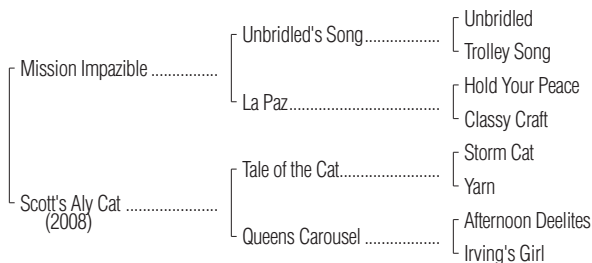 Unbridled
Unbridled's Song..................
Trolley Song
Mission Impazible ................
Hold Your Peace
La Paz.....................................
Classy Craft
Storm Cat
Tale of the Cat........................
Yarn
Scott's Aly Cat ......................
(2008)
Afternoon Deelites
Queens Carousel ..................
Irving's Girl